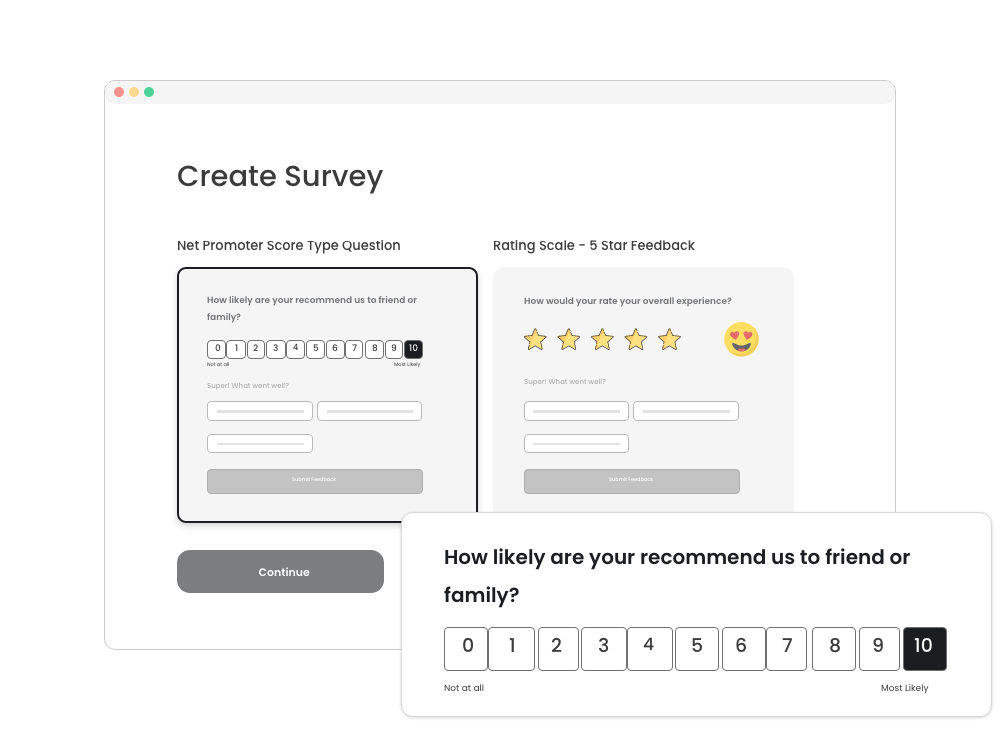 Create Survey
Net Promoter Score Type Question
How likely are your recommend us to friend or
family?
0 1 2 3 4 5 6 7 8 9 10
Not at all Most Likely
Super! What went well?
Submit Feedback
Rating Scale - 5 Star Feedback
How would your rate your overall experience?
Super! What went well?
Submit Feedback
Continue
How likely are your recommend us to friend or
family?
0 1 2 3 4 5 6 7 8 9 10
Not at all Most Likely